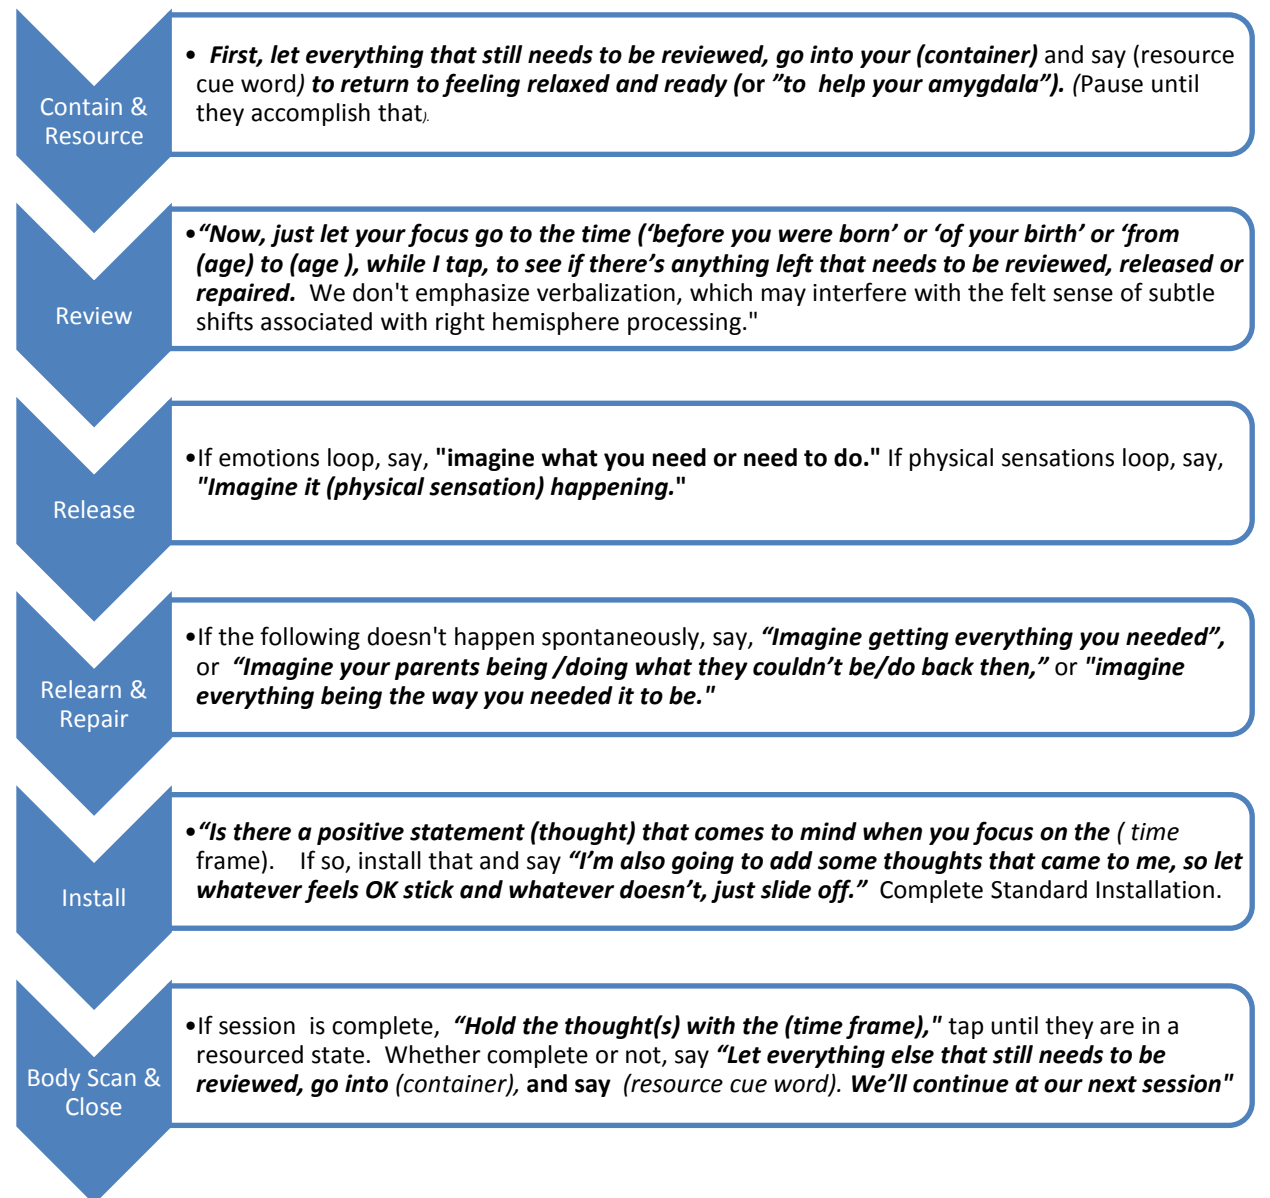 Contain &
Resource
• First, let everything that still needs to be reviewed, go into your (container) and say (resource
cue word) to return to feeling relaxed and ready (or ”to help your amygdala”). (Pause until
they accomplish that).
Review
•“Now, just let your focus go to the time (‘before you were born’ or ‘of your birth’ or ‘from
(age) to (age ), while I tap, to see if there’s anything left that needs to be reviewed, released or
repaired. We don't emphasize verbalization, which may interfere with the felt sense of subtle
shifts associated with right hemisphere processing."
Release
•If emotions loop, say, "imagine what you need or need to do." If physical sensations loop, say,
"Imagine it (physical sensation) happening."
Relearn &
Repair
•If the following doesn't happen spontaneously, say, “Imagine getting everything you needed”,
or “Imagine your parents being /doing what they couldn’t be/do back then,” or "imagine
everything being the way you needed it to be."
Install
•“Is there a positive statement (thought) that comes to mind when you focus on the ( time
frame). If so, install that and say “I’m also going to add some thoughts that came to me, so let
whatever feels OK stick and whatever doesn’t, just slide off.” Complete Standard Installation.
Body Scan &
Close
•If session is complete, “Hold the thought(s) with the (time frame)," tap until they are in a
resourced state. Whether complete or not, say “Let everything else that still needs to be
reviewed, go into (container), and say (resource cue word). We’ll continue at our next session"